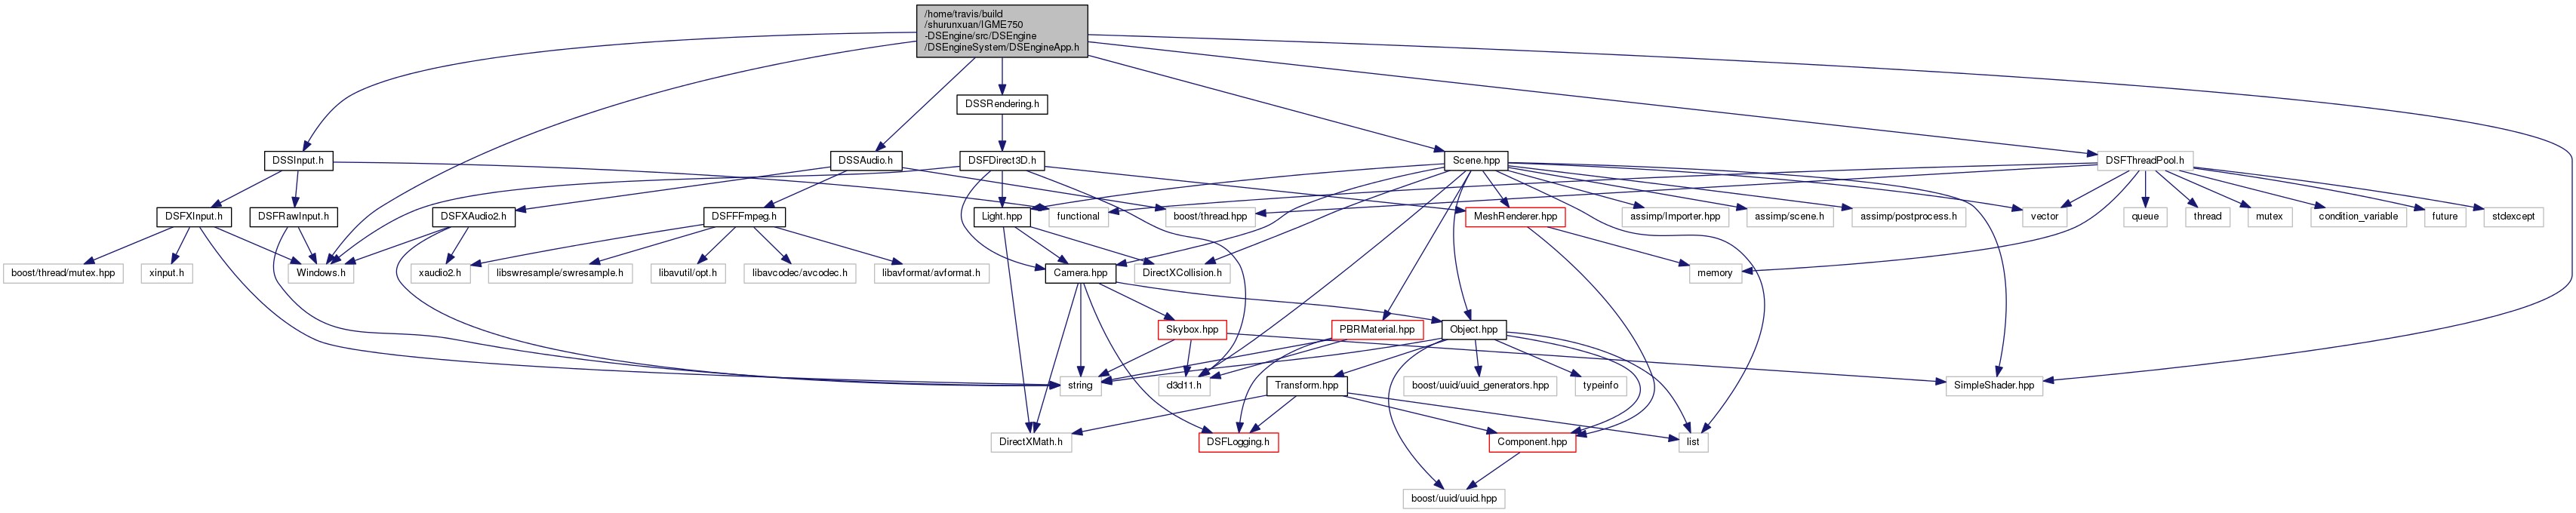 /home/travis/build
/shurunxuan/IGME750
-DSEngine/src/DSEngine
/DSEngineSystem/DSEngineApp.h
DSSRendering.h
DSSInput.h
DSSAudio.h
DSFDirect3D.h
Scene.hpp
DSFThreadPool.h
DSFXInput.h
DSFRawInput.h
DSFXAudio2.h
DSFFFmpeg.h
Light.hpp
functional
boost/thread.hpp
MeshRenderer.hpp
assimp/Importer.hpp
assimp/scene.h
assimp/postprocess.h
vector
queue
thread
mutex
condition_variable
future
stdexcept
boost/thread/mutex.hpp
xinput.h
Windows.h
xaudio2.h
libswresample/swresample.h
libavutil/opt.h
libavcodec/avcodec.h
libavformat/avformat.h
Camera.hpp
DirectXCollision.h
memory
Skybox.hpp
PBRMaterial.hpp
Object.hpp
string
d3d11.h
Transform.hpp
boost/uuid/uuid_generators.hpp
typeinfo
SimpleShader.hpp
DirectXMath.h
DSFLogging.h
Component.hpp
list
boost/uuid/uuid.hpp